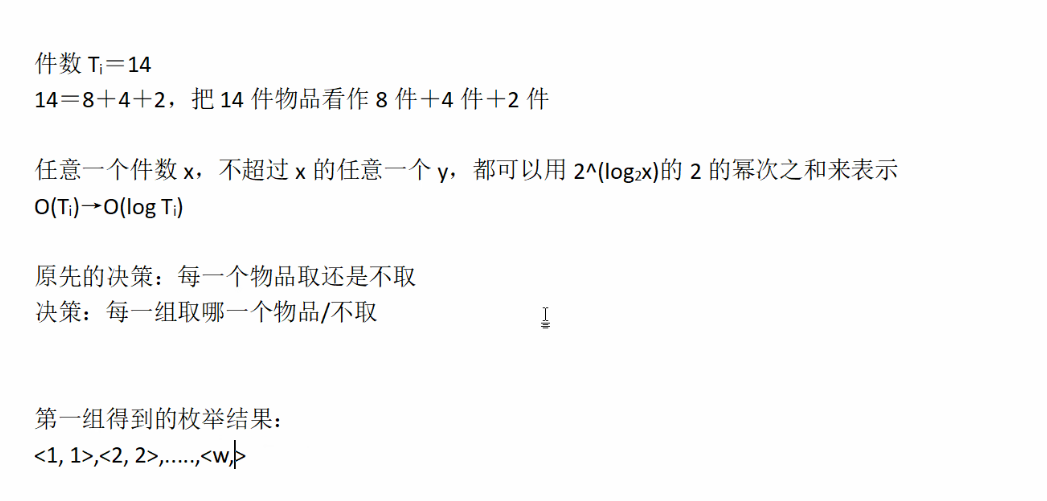 件数 Tᵢ＝14
14＝8＋4＋2，把 14 件物品看作 8 件＋4 件＋2 件
任意一个件数 x，不超过 x 的任意一个 y，都可以用 2^(log₂x)的 2 的幂次之和来表示
O(Tᵢ)→O(log Tᵢ)
原先的决策：每一个物品取还是不取
决策：每一组取哪一个物品/不取
第一组得到的枚举结果：
<1, 1>,<2, 2>,.....,<w,>